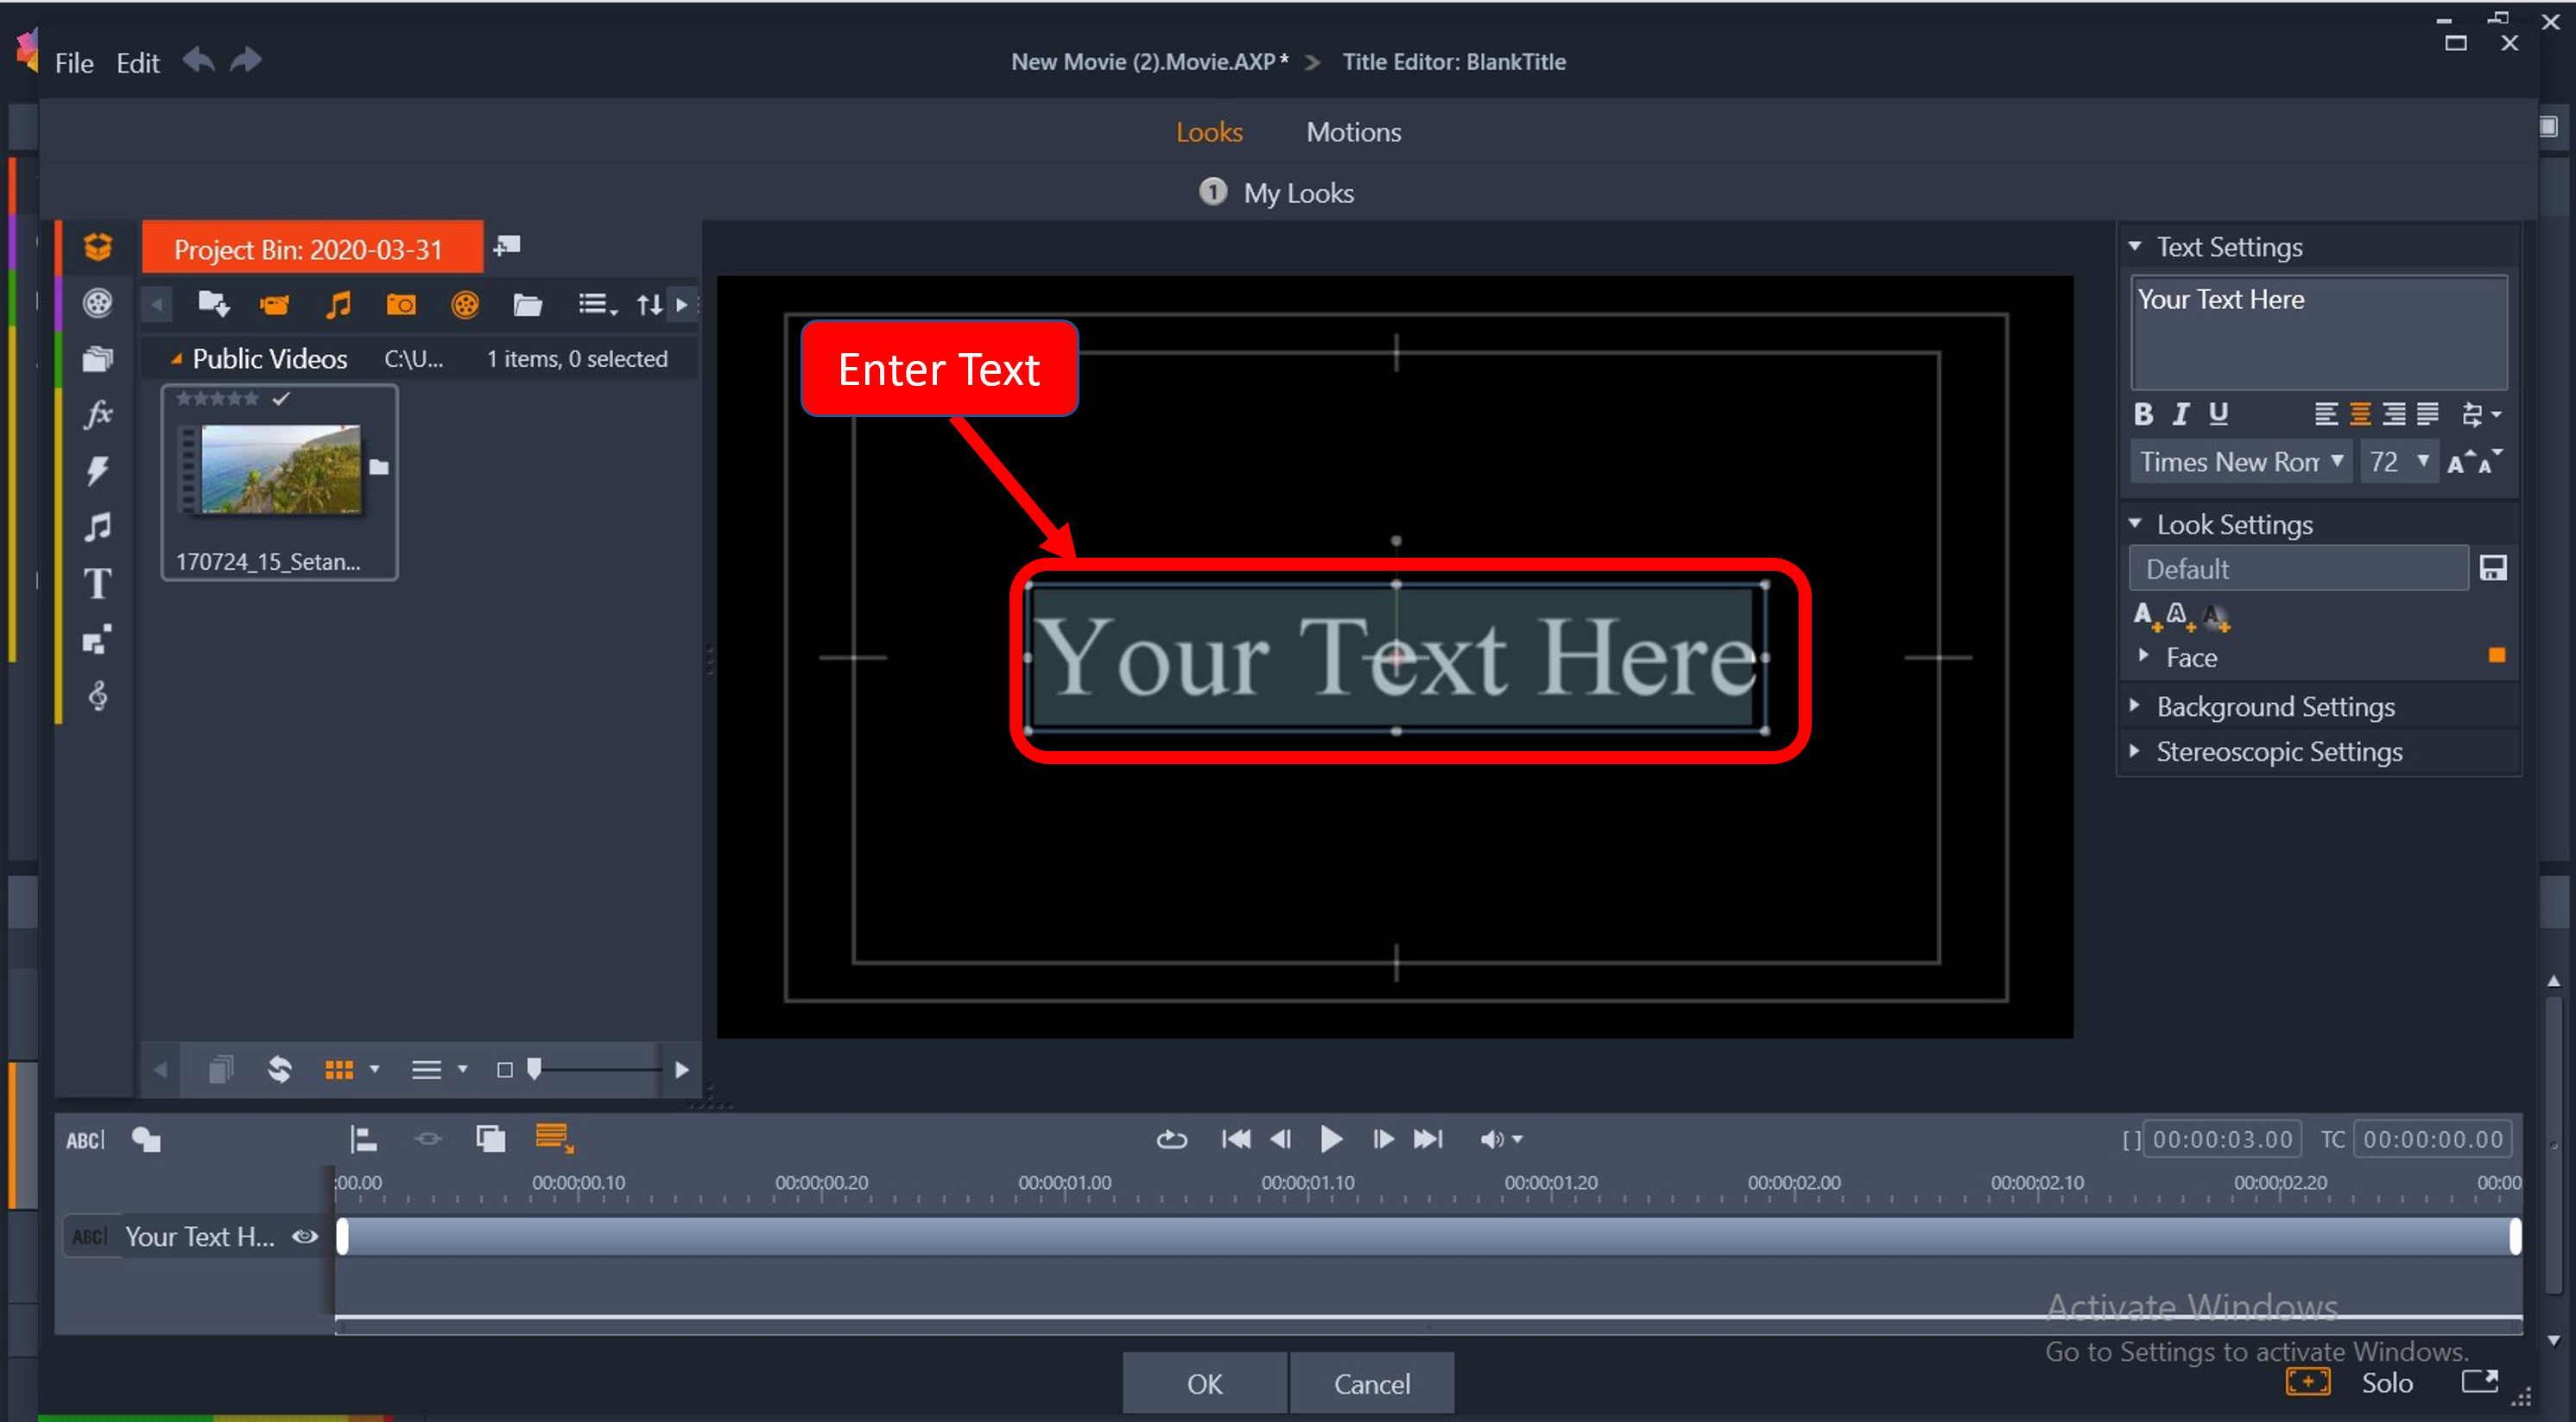 File Edit
New Movie (2).Movie.AXP* > Title Editor: BlankTitle
Looks Motions
1 My Looks
Project Bin: 2020-03-31
Public Videos C:\U... 1 items, 0 selected
170724_15_Setan...
fx
T
Enter Text
Your Text Here
Text Settings
Your Text Here
B I U
Times New Ror 72 A A
Look Settings
Default
A A A
Face
Background Settings
Stereoscopic Settings
ABC
[ ] 00:00:03.00 TC 00:00:00.00
:00.00 00:00;00.10 00:00;00.20 00:00;01.00 00:00;01.10 00:00;01.20 00:00;02.00 00:00;02.10 00:00;02.20 00:00
ABC Your Text H...
Activate Windows
Go to Settings to activate Windows.
OK Cancel
Solo